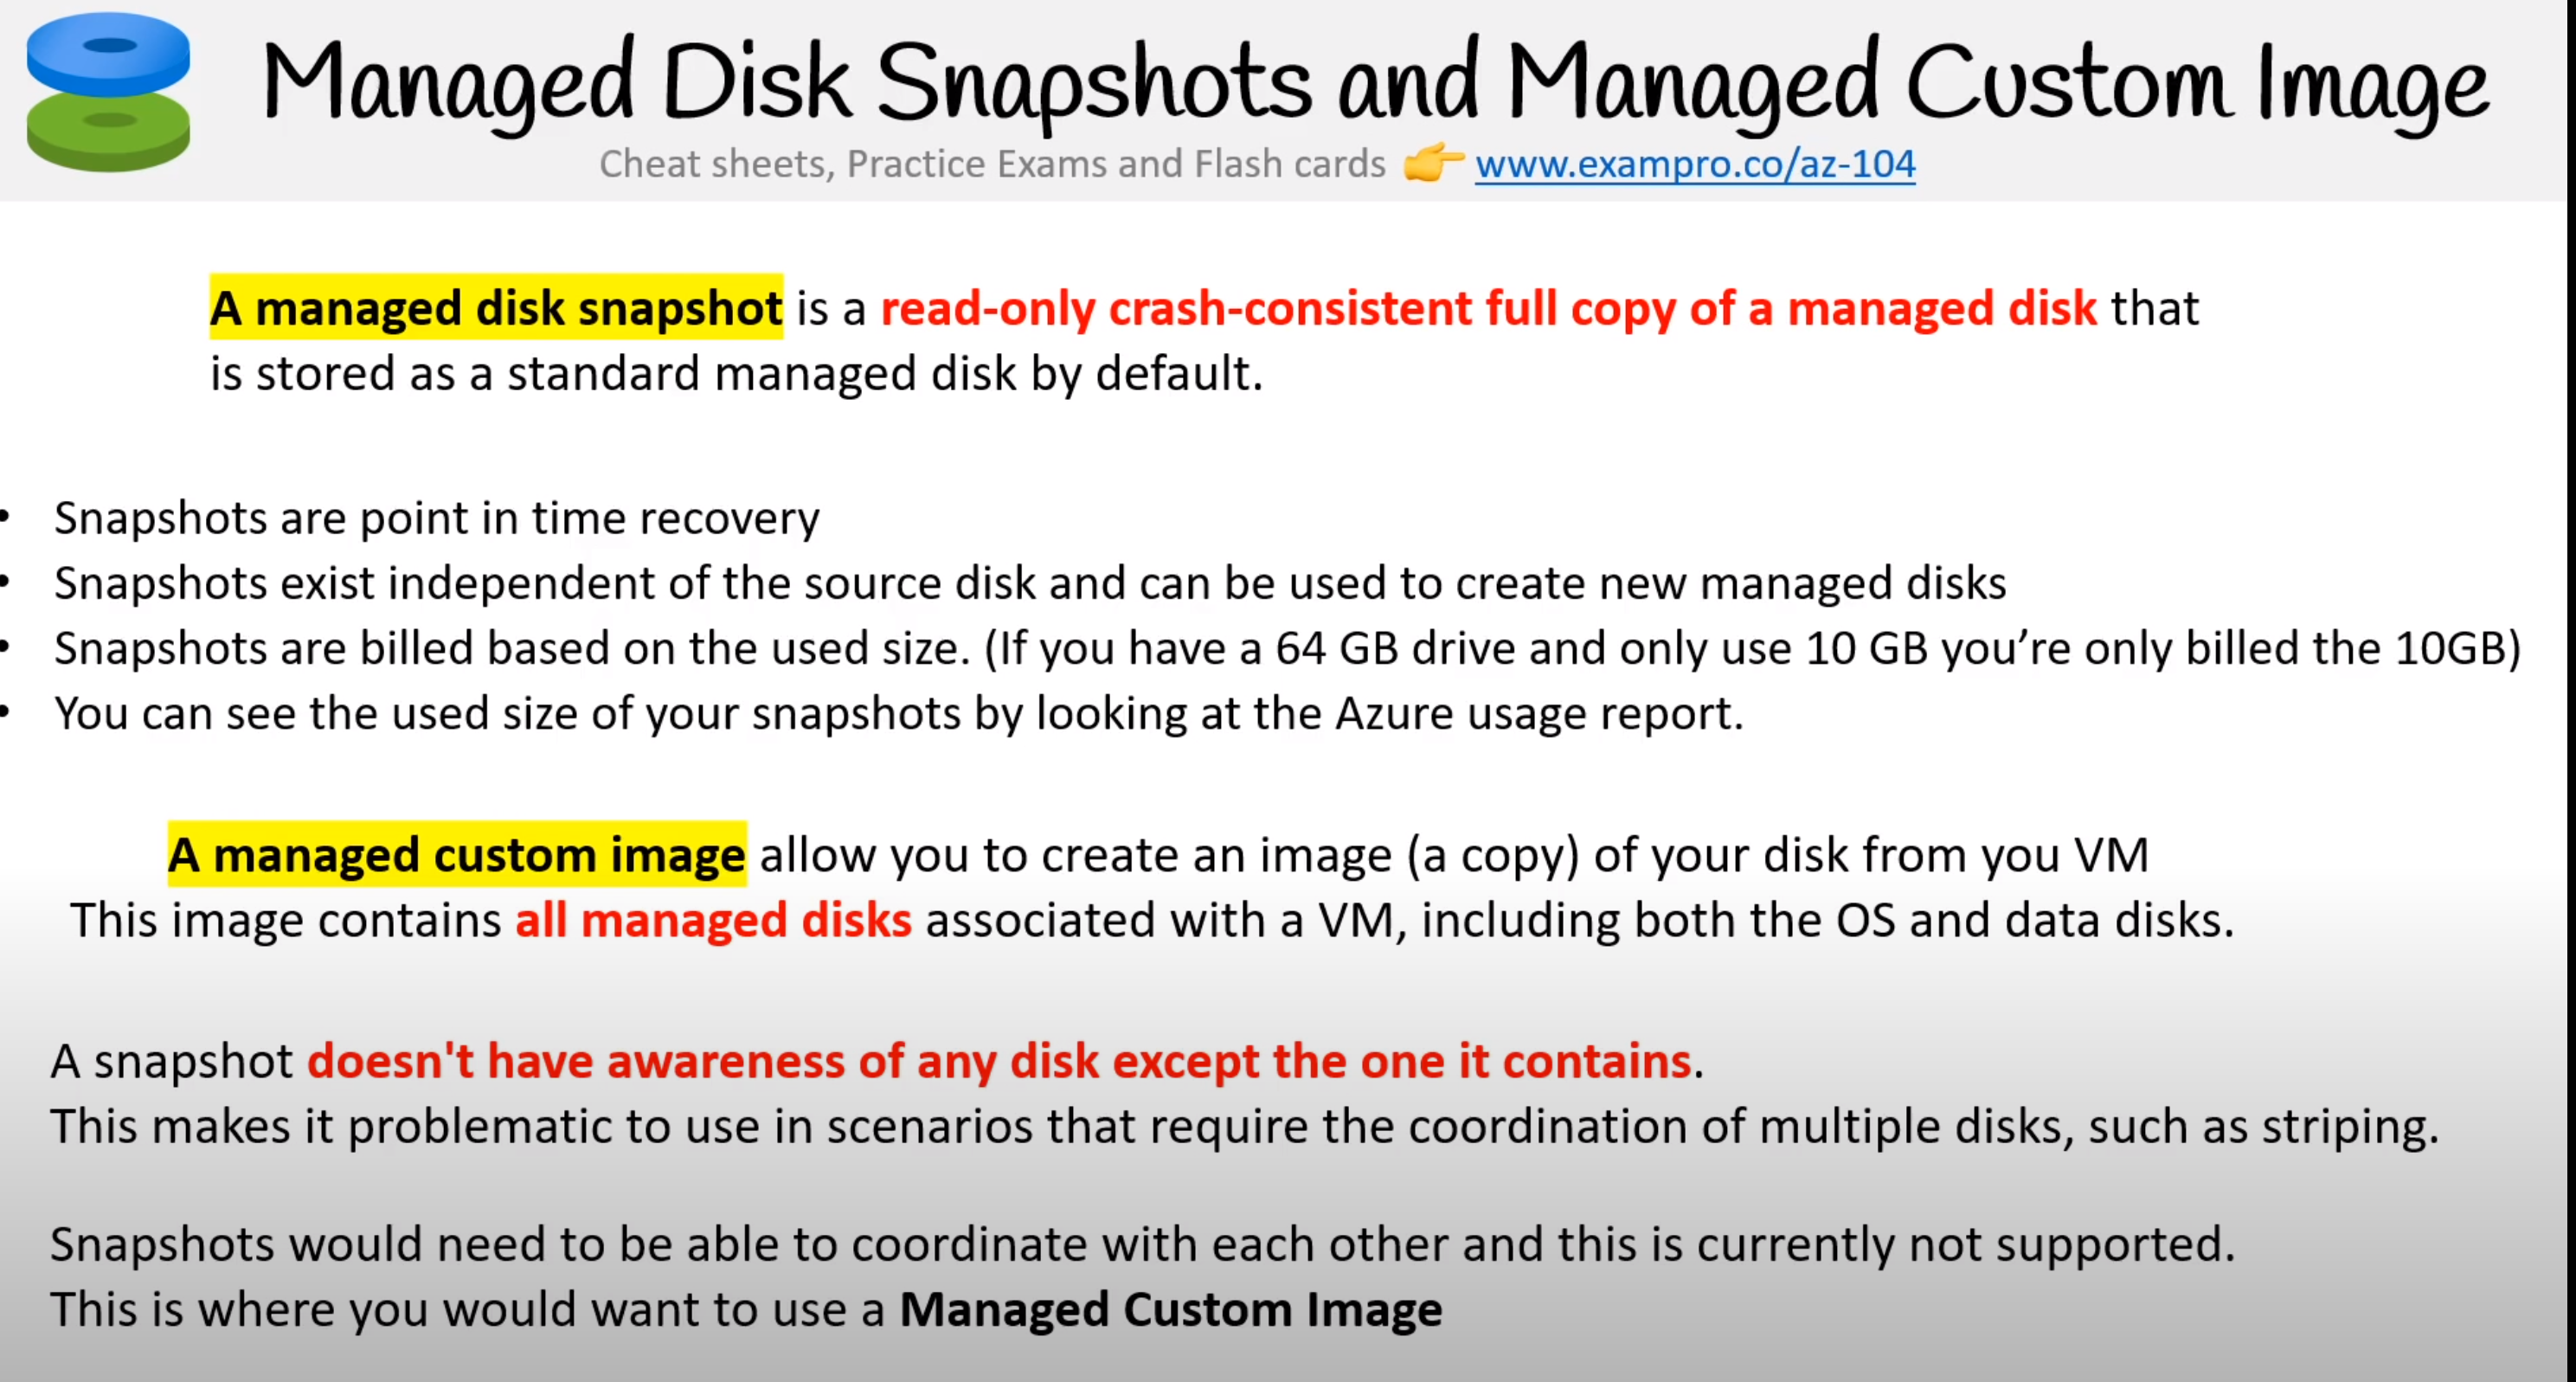 Managed Disk Snapshots and Managed Custom Image
Cheat sheets, Practice Exams and Flash cards 👉 www.exampro.co/az-104
A managed disk snapshot is a read-only crash-consistent full copy of a managed disk that
is stored as a standard managed disk by default.
• Snapshots are point in time recovery
• Snapshots exist independent of the source disk and can be used to create new managed disks
• Snapshots are billed based on the used size. (If you have a 64 GB drive and only use 10 GB you’re only billed the 10GB)
• You can see the used size of your snapshots by looking at the Azure usage report.
A managed custom image allow you to create an image (a copy) of your disk from you VM
This image contains all managed disks associated with a VM, including both the OS and data disks.
A snapshot doesn't have awareness of any disk except the one it contains.
This makes it problematic to use in scenarios that require the coordination of multiple disks, such as striping.
Snapshots would need to be able to coordinate with each other and this is currently not supported.
This is where you would want to use a Managed Custom Image